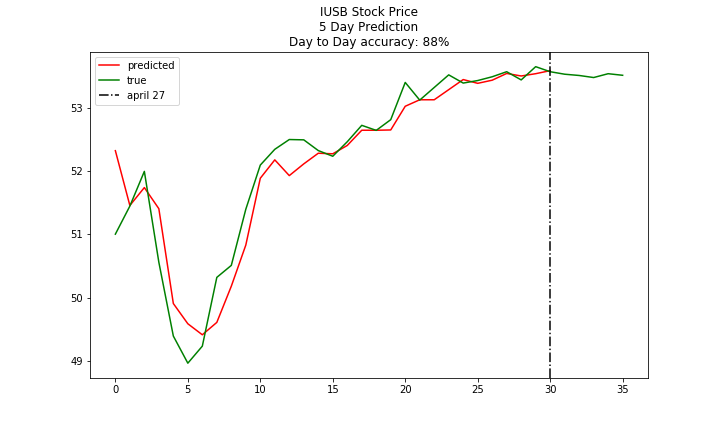 IUSB Stock Price
5 Day Prediction
Day to Day accuracy: 88%
predicted
true
april 27
53
52
51
50
49
0 5 10 15 20 25 30 35